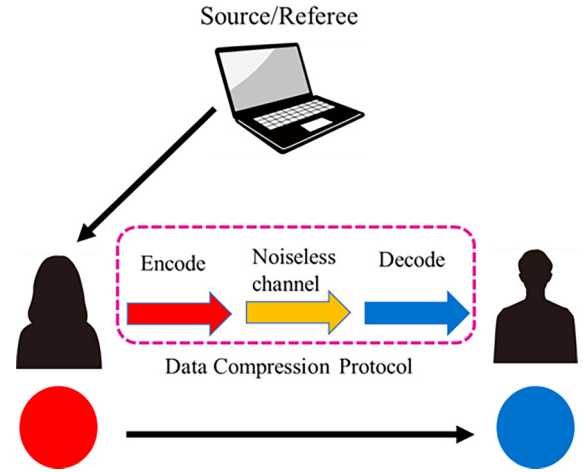 Source/Referee
Encode
Noiseless
channel
Decode
Data Compression Protocol